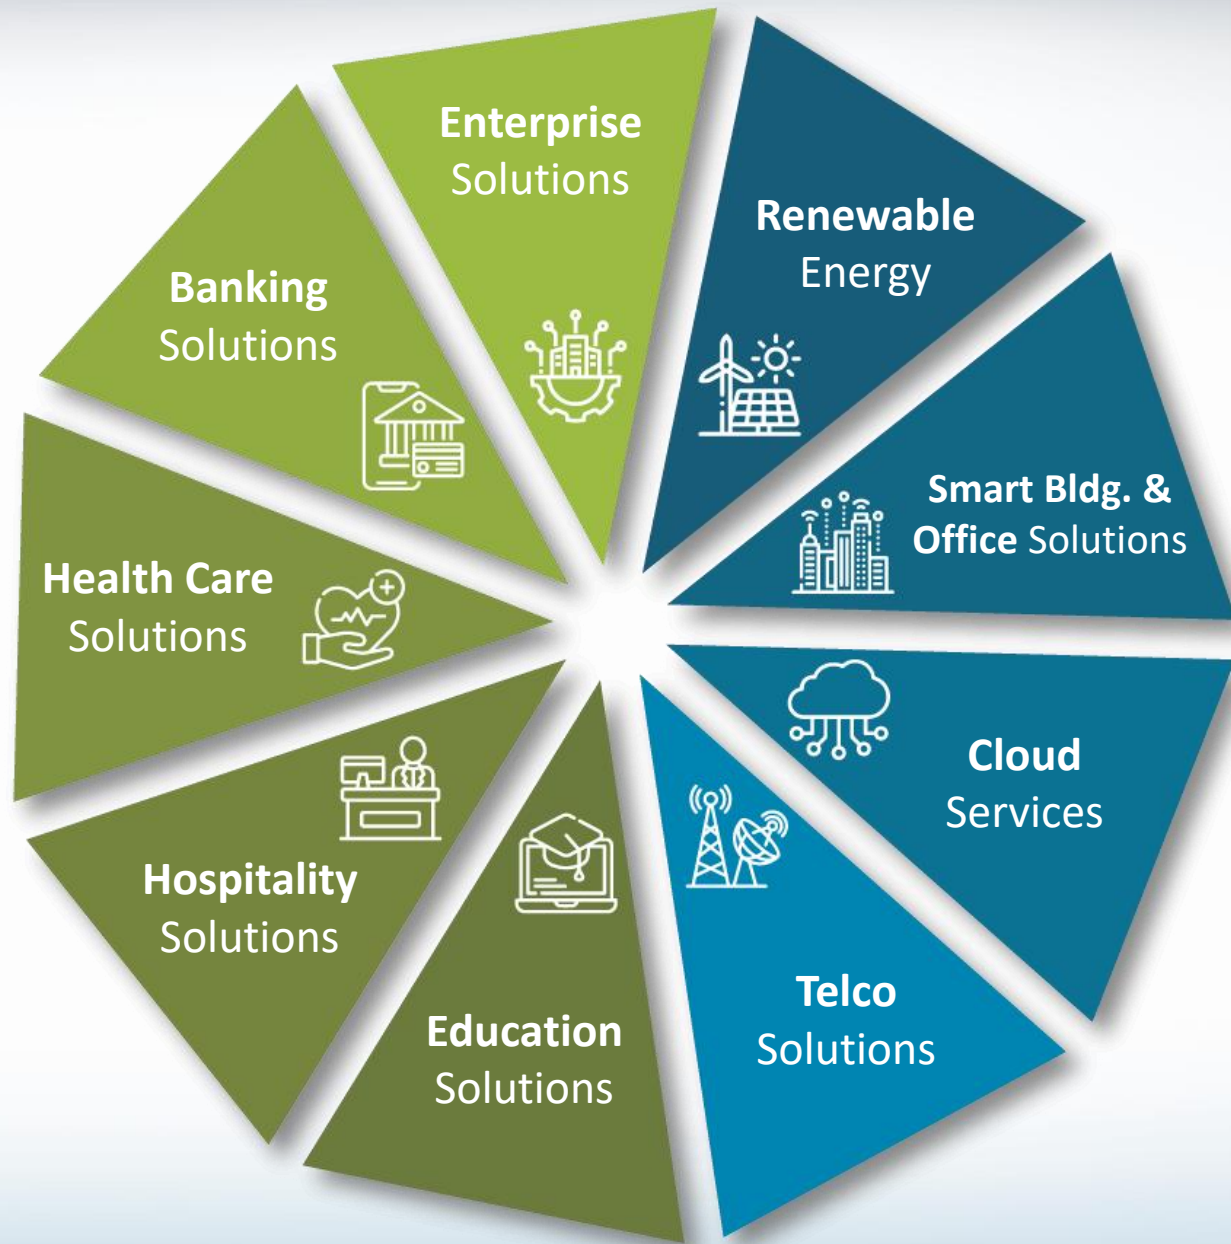 Enterprise
Solutions
Renewable
Energy
Smart Bldg. &
Office Solutions
Cloud
Services
Telco
Solutions
Education
Solutions
Hospitality
Solutions
Health Care
Solutions
Banking
Solutions